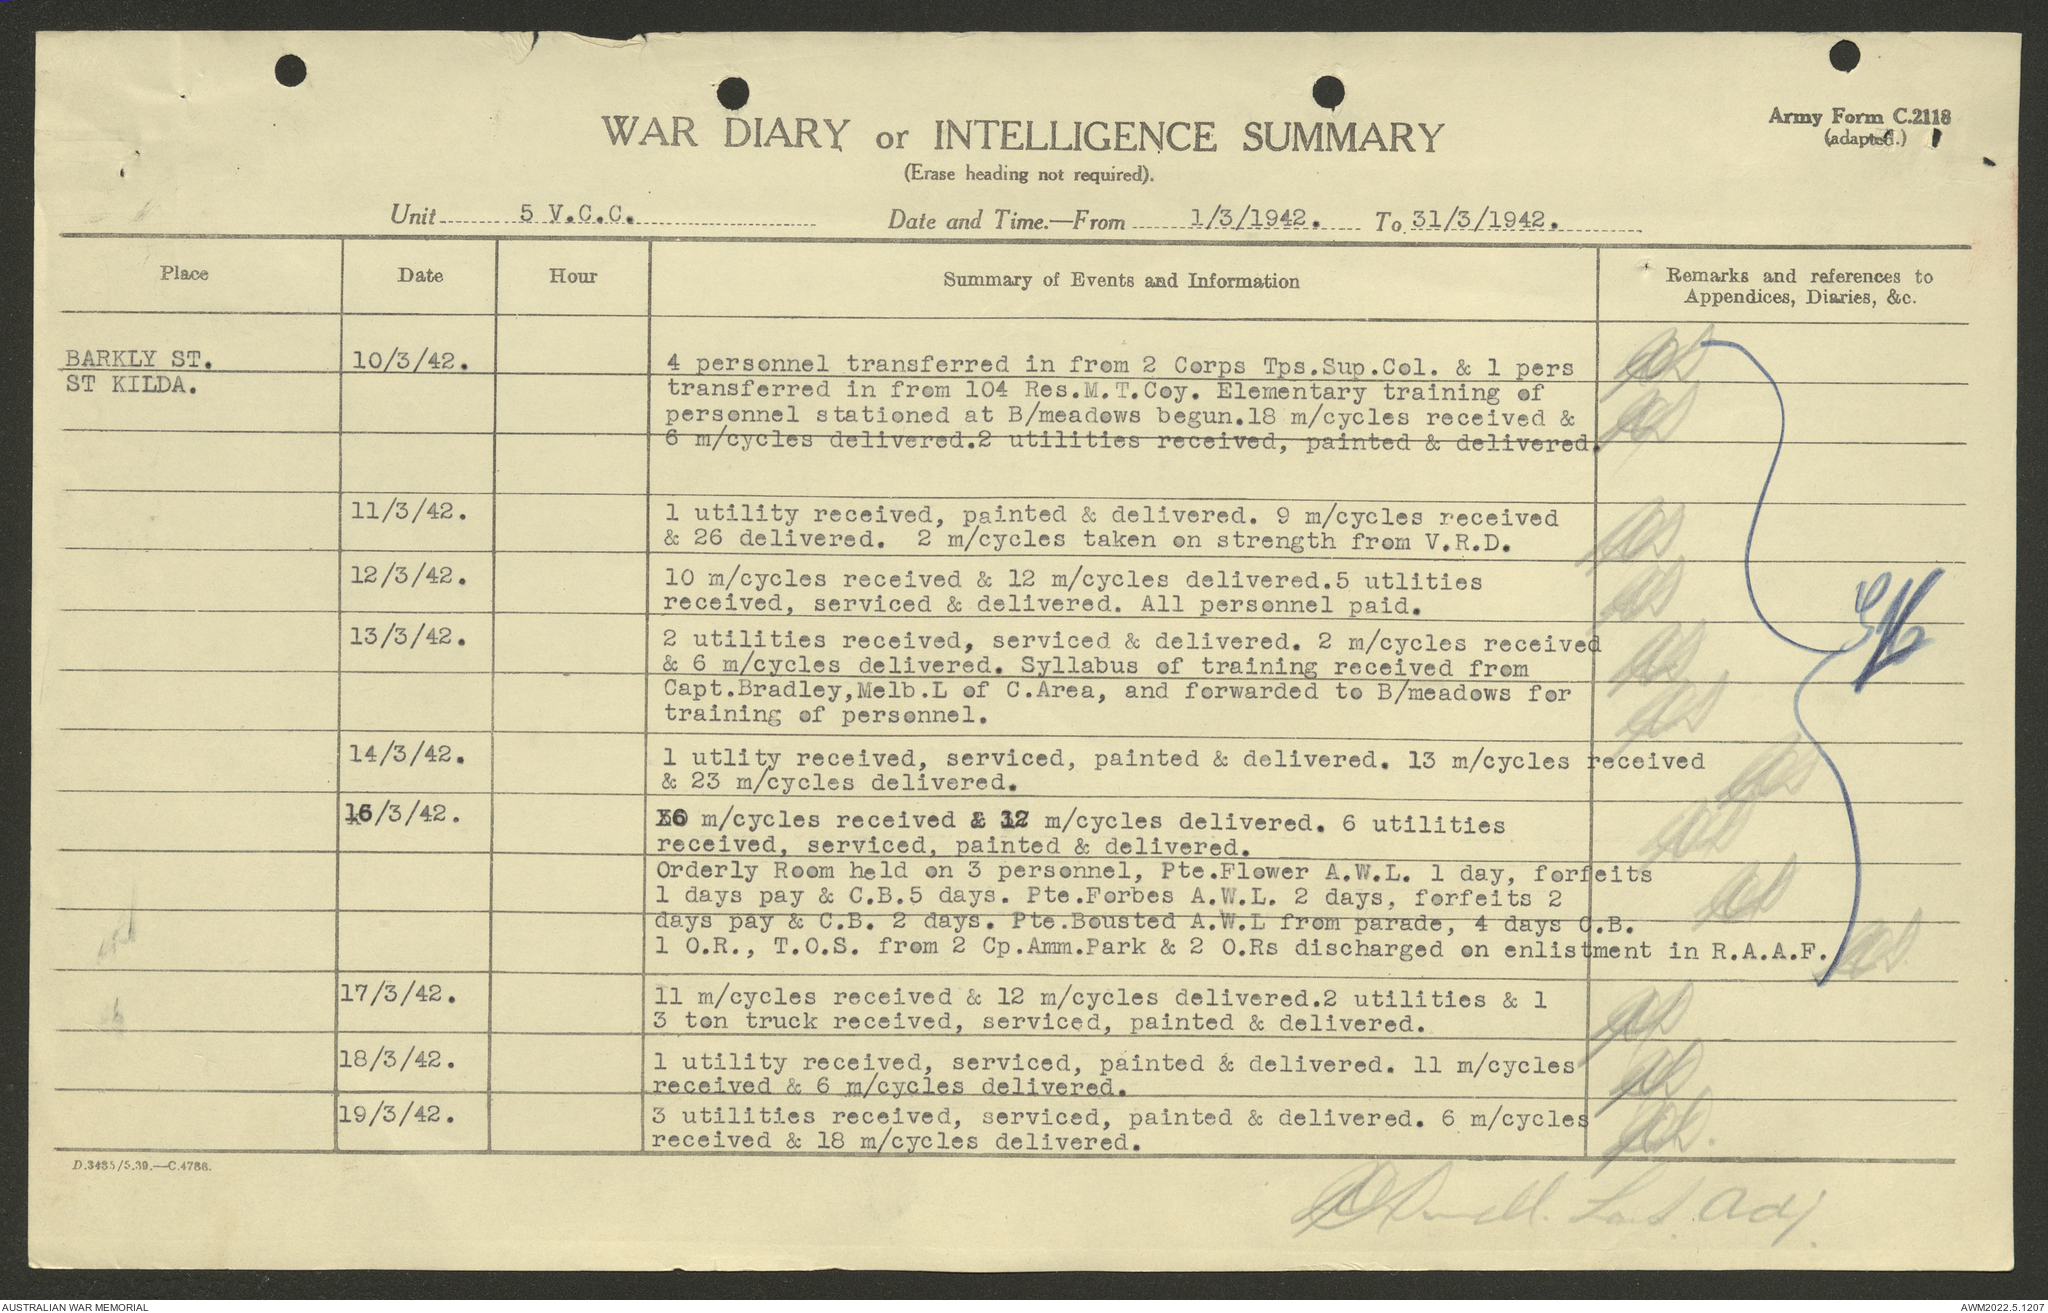 WAR DIARY or INTELLIGENCE SUMMARY
(Erase heading not required).
Army Form C.2118
(adapted.)
Unit 5 V.C.C. Date and Time.—From 1/3/1942. To 31/3/1942.
Place Date Hour Summary of Events and Information Remarks and references to
Appendices, Diaries, &c.
BARKLY ST. 10/3/42. 4 personnel transferred in from 2 Corps Tps.Sup.Col. & 1 pers
ST KILDA. transferred in from 104 Res.M.T.Coy. Elementary training of
personnel stationed at B/meadows begun.18 m/cycles received &
6 m/cycles delivered.2 utilities received, painted & delivered.
11/3/42. 1 utility received, painted & delivered. 9 m/cycles received
& 26 delivered. 2 m/cycles taken on strength from V.R.D.
12/3/42. 10 m/cycles received & 12 m/cycles delivered.5 utlities
received, serviced & delivered. All personnel paid.
13/3/42. 2 utilities received, serviced & delivered. 2 m/cycles received
& 6 m/cycles delivered. Syllabus of training received from
Capt.Bradley,Melb.L of C.Area, and forwarded to B/meadows for
training of personnel.
14/3/42. 1 utlity received, serviced, painted & delivered. 13 m/cycles received
& 23 m/cycles delivered.
16/3/42. m/cycles received & 12 m/cycles delivered. 6 utilities
received, serviced, painted & delivered.
Orderly Room held on 3 personnel, Pte.Flower A.W.L. 1 day, forfeits
1 days pay & C.B.5 days. Pte.Forbes A.W.L. 2 days, forfeits 2
days pay & C.B. 2 days. Pte.Bousted A.W.L from parade, 4 days C.B.
1 O.R., T.O.S. from 2 Cp.Amm.Park & 2 O.Rs discharged on enlistment in R.A.A.F.
17/3/42. 11 m/cycles received & 12 m/cycles delivered.2 utilities & 1
3 ton truck received, serviced, painted & delivered.
18/3/42. 1 utility received, serviced, painted & delivered. 11 m/cycles
received & 6 m/cycles delivered.
19/3/42. 3 utilities received, serviced, painted & delivered. 6 m/cycles
received & 18 m/cycles delivered.
D.3485/5.39.—C.4786.
Adj.
AUSTRALIAN WAR MEMORIAL
AWM2022.5.1207